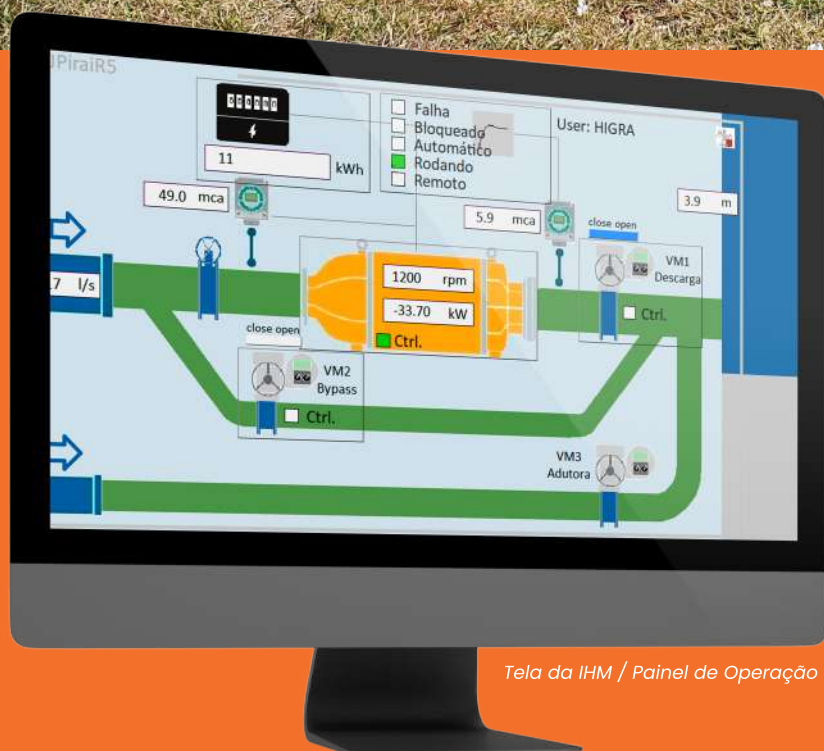 JPiraiR5
000000
11 kWh
Falha
Bloqueado
Automático
Rodando
Remoto
User: HIGRA
49.0 mca
5.9 mca
3.9 m
close open
VM1
Descarga
Ctrl.
7 l/s
1200 rpm
-33.70 kW
Ctrl.
close open
VM2
Bypass
Ctrl.
VM3
Adutora
Tela da IHM / Painel de Operação